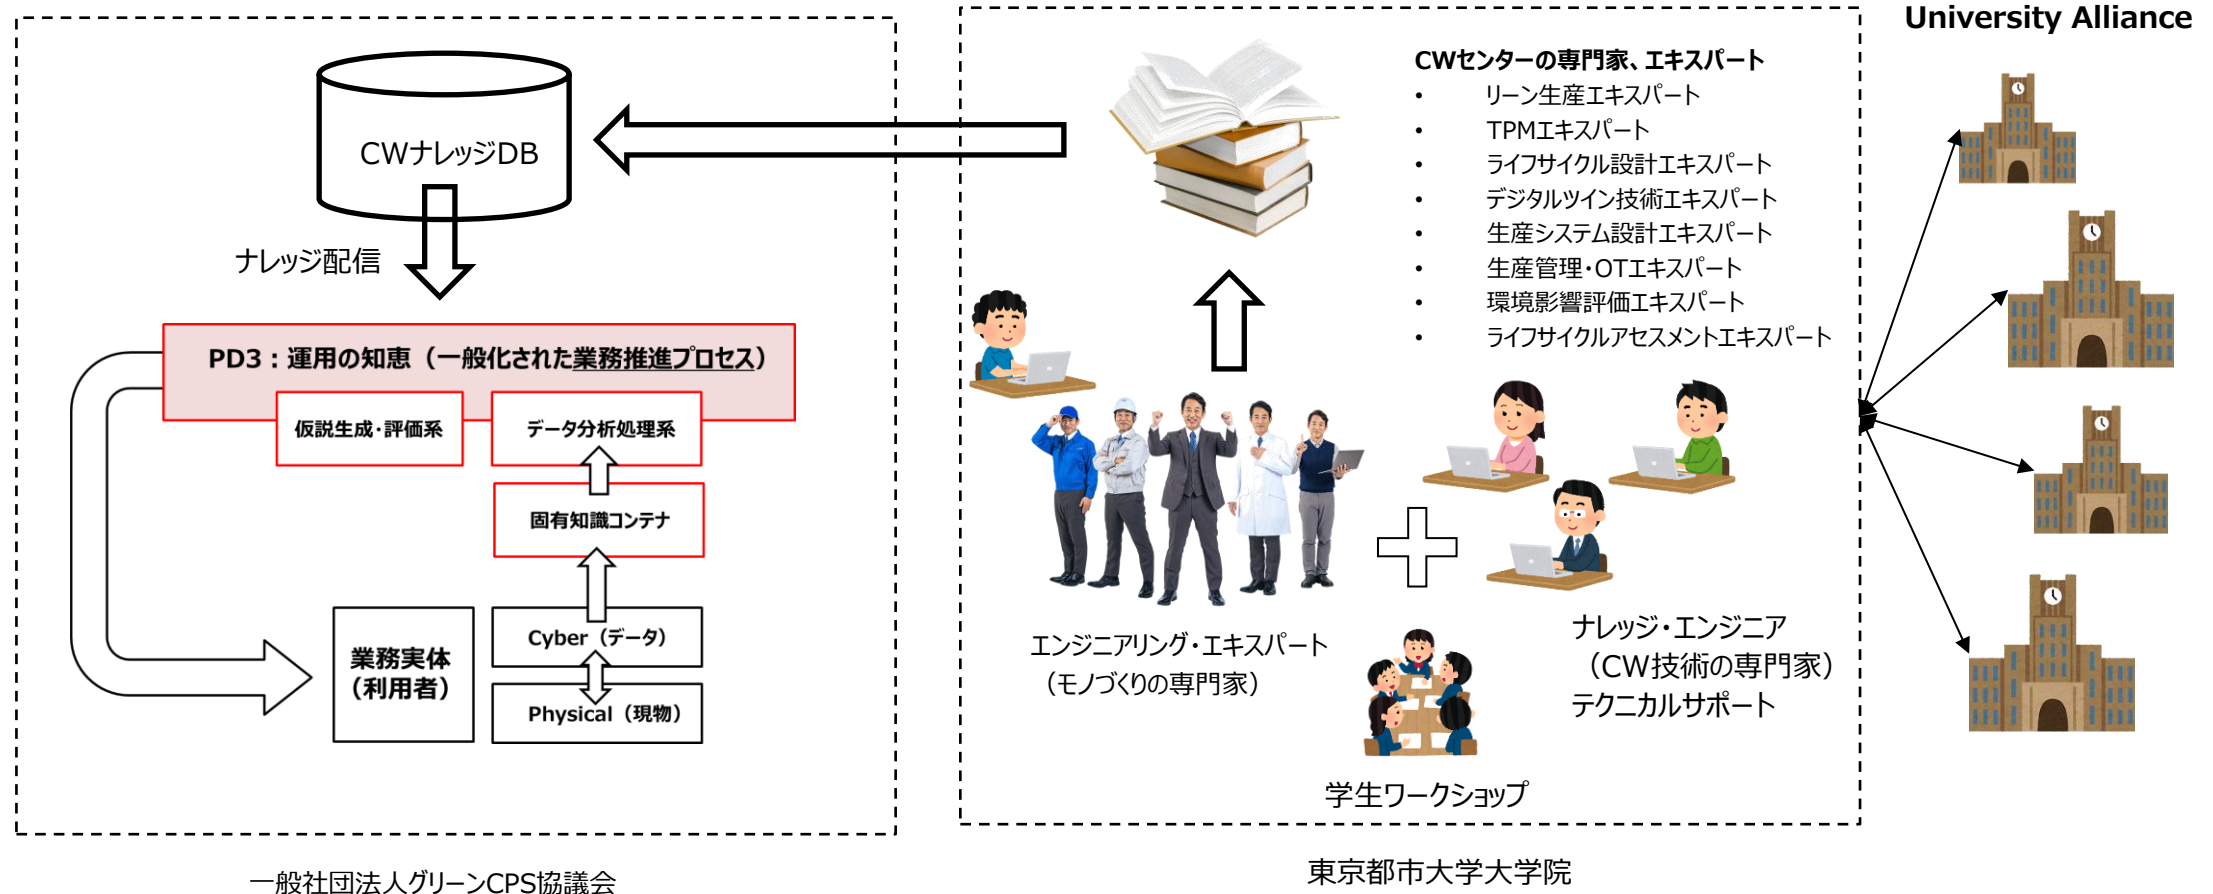 CWナレッジDB
ナレッジ配信
PD3：運用の知恵（一般化された業務推進プロセス）
仮説生成・評価系
データ分析処理系
固有知識コンテナ
業務実体
（利用者）
Cyber（データ）
Physical（現物）
一般社団法人グリーンCPS協議会
CWセンターの専門家、エキスパート
• リーン生産エキスパート
• TPMエキスパート
• ライフサイクル設計エキスパート
• デジタルツイン技術エキスパート
• 生産システム設計エキスパート
• 生産管理・OTエキスパート
• 環境影響評価エキスパート
• ライフサイクルアセスメントエキスパート
エンジニアリング・エキスパート
（モノづくりの専門家）
ナレッジ・エンジニア
（CW技術の専門家）
テクニカルサポート
学生ワークショップ
東京都市大学大学院
University Alliance